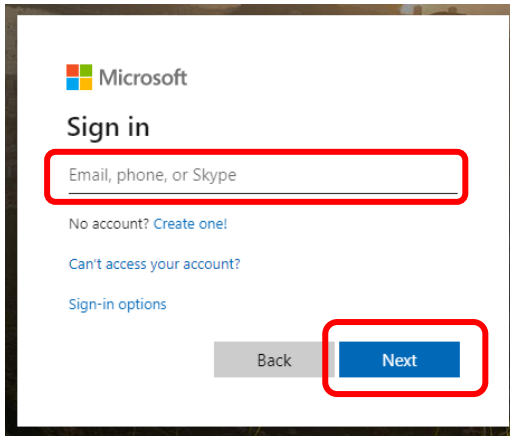 Microsoft
Sign in
Email, phone, or Skype
No account? Create one!
Can't access your account?
Sign-in options
Back Next